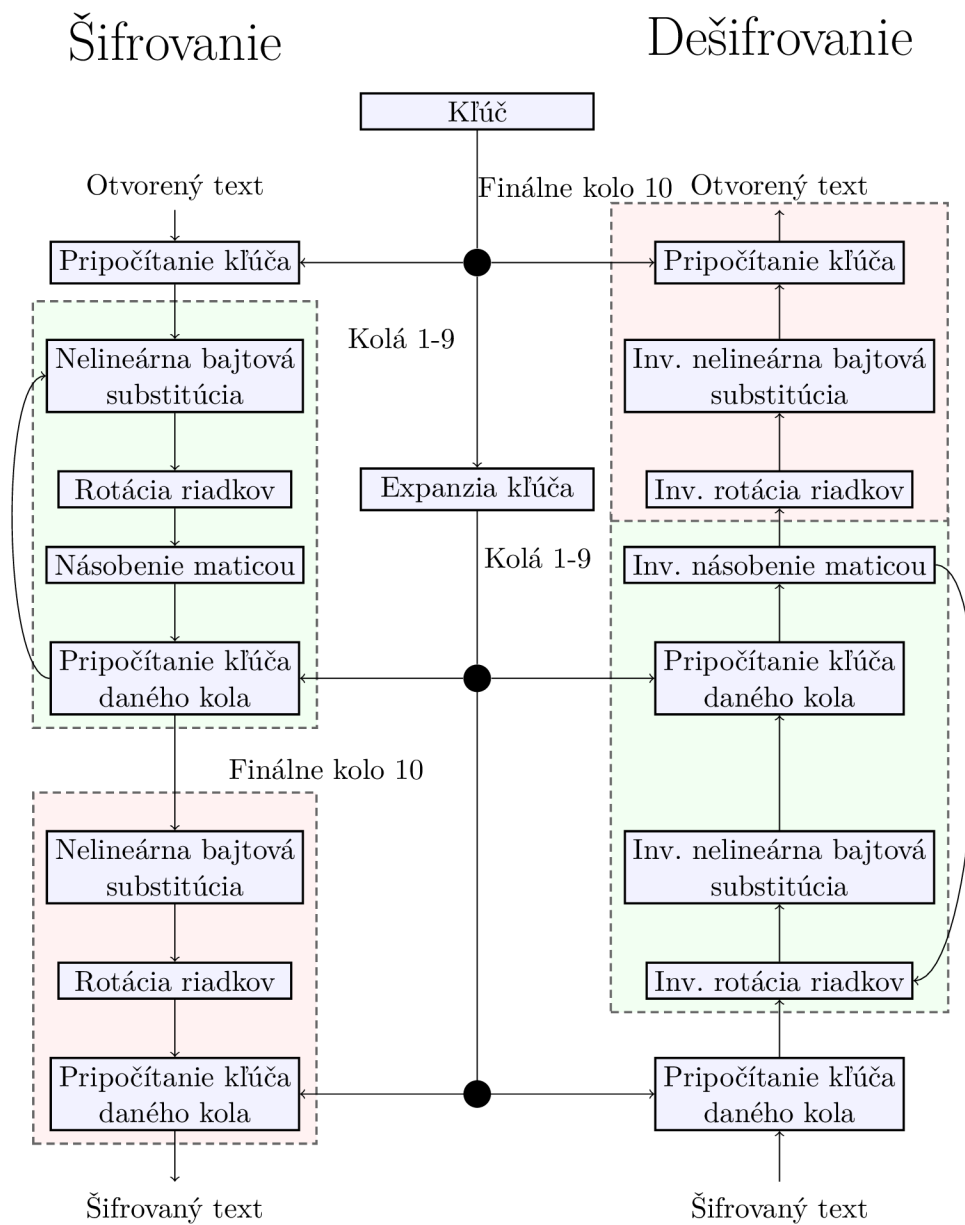 Šifrovanie
Dešifrovanie
Kľúč
Otvorený text
Finálne kolo 10
Otvorený text
Pripočítanie kľúča
Pripočítanie kľúča
Kolá 1-9
Nelineárna bajtová
substitúcia
Inv. nelineárna bajtová
substitúcia
Rotácia riadkov
Expanzia kľúča
Inv. rotácia riadkov
Kolá 1-9
Násobenie maticou
Inv. násobenie maticou
Pripočítanie kľúča
daného kola
Pripočítanie kľúča
daného kola
Finálne kolo 10
Nelineárna bajtová
substitúcia
Inv. nelineárna bajtová
substitúcia
Rotácia riadkov
Inv. rotácia riadkov
Pripočítanie kľúča
daného kola
Pripočítanie kľúča
daného kola
Šifrovaný text
Šifrovaný text